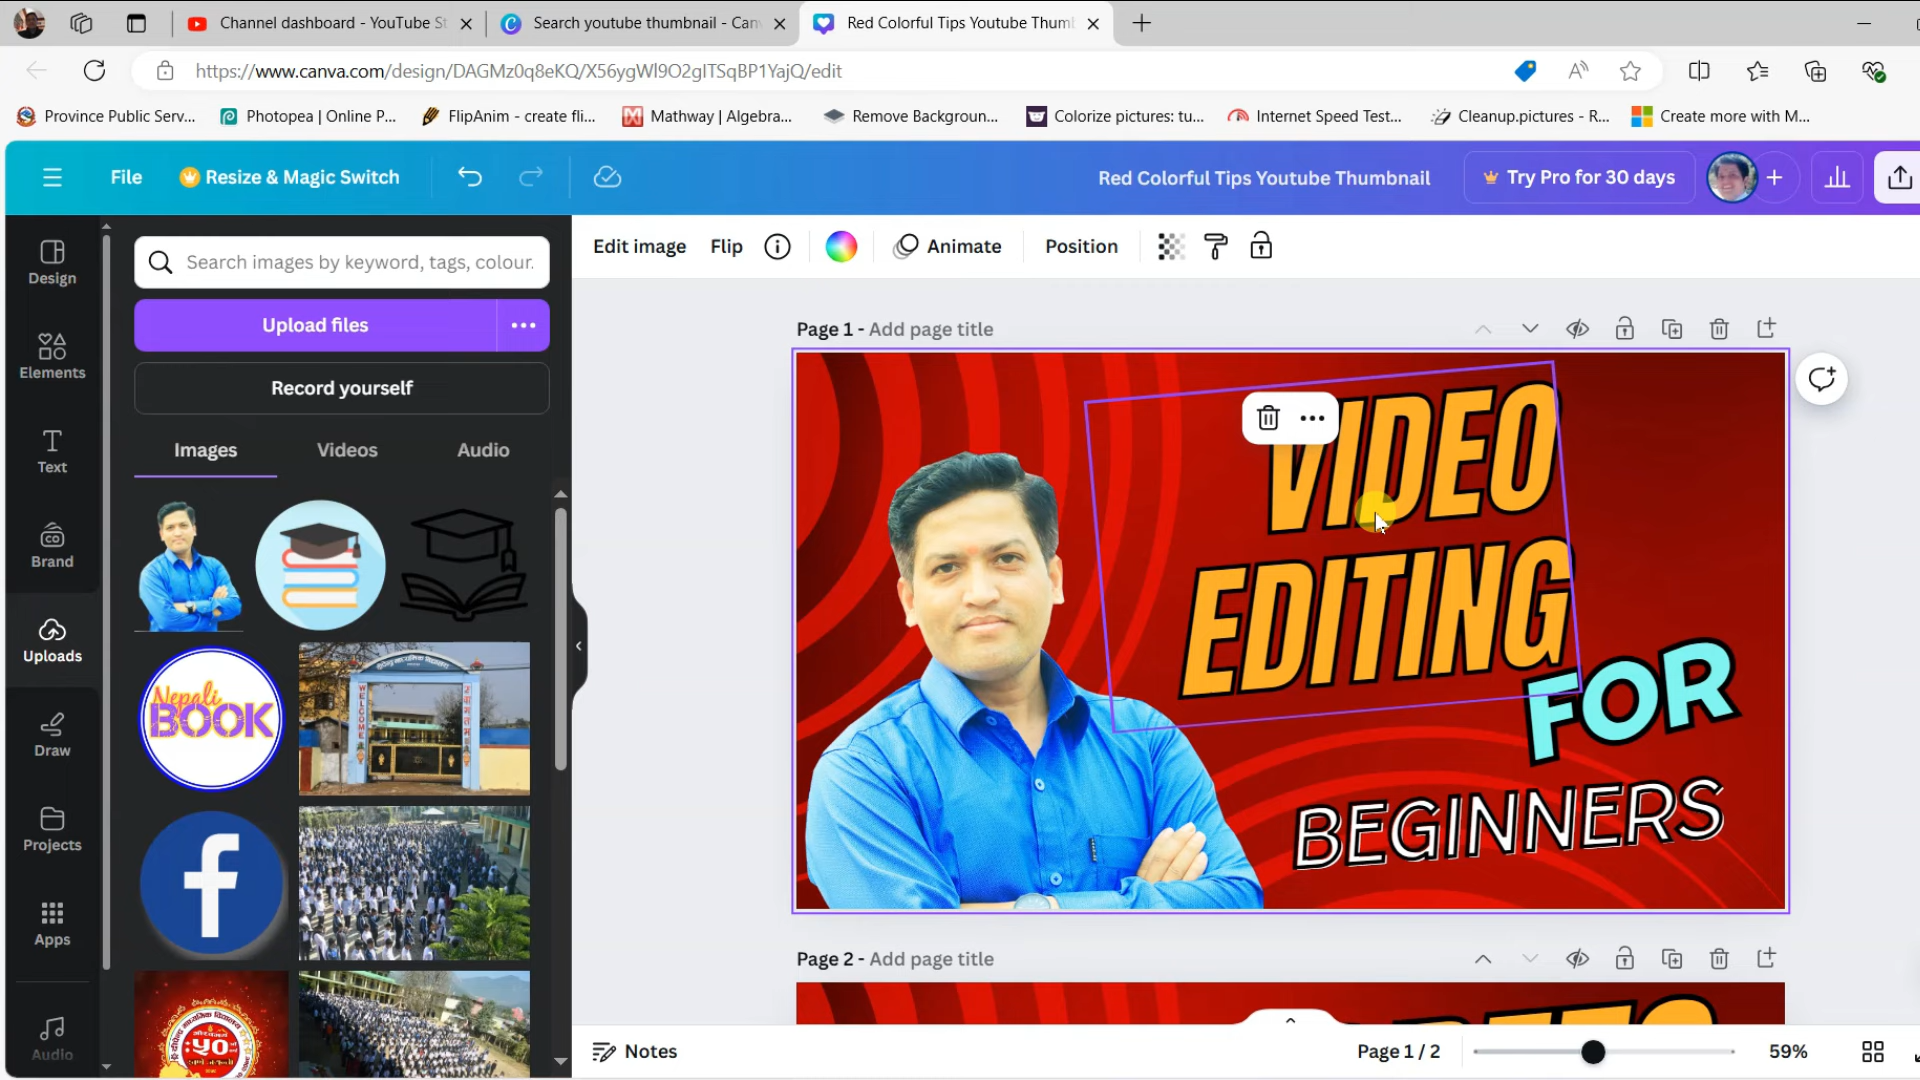 Channel dashboard - YouTube St
Search youtube thumbnail - Can
Red Colorful Tips Youtube Thum
https://www.canva.com/design/DAGMz0q8eKQ/X56ygWl9O2gITSqBP1YajQ/edit
Province Public Serv...
Photopea | Online P...
FlipAnim - create fli...
Mathway | Algebra...
Remove Backgroun...
Colorize pictures: tu...
Internet Speed Test...
Cleanup.pictures - R...
Create more with M...
File
Resize & Magic Switch
Red Colorful Tips Youtube Thumbnail
Try Pro for 30 days
Design
Elements
Text
Brand
Uploads
Draw
Projects
Apps
Audio
Search images by keyword, tags, colour.
Upload files
Record yourself
Images
Videos
Audio
Nepali
BOOK
WELCOME
५०
Edit image
Flip
Animate
Position
Page 1 - Add page title
VIDEO
EDITING
FOR
BEGINNERS
Page 2 - Add page title
Notes
Page 1 / 2
59%